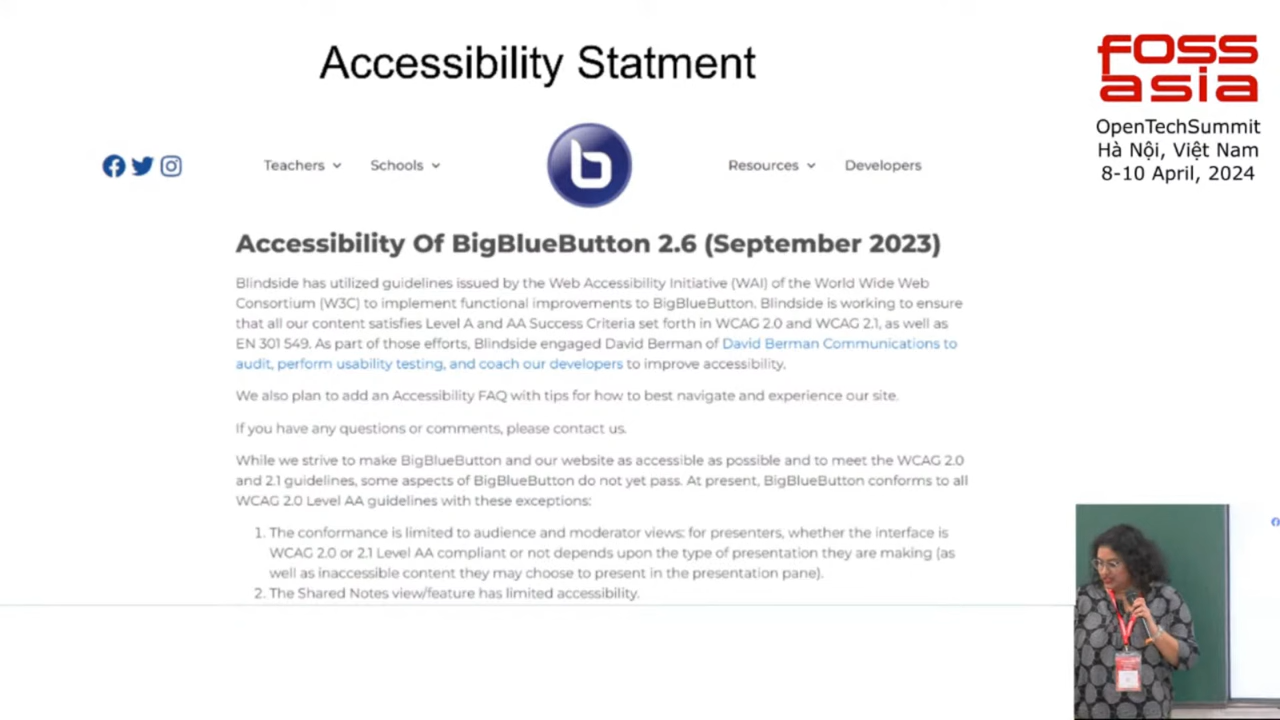 Accessibility Statment
foss
asia
OpenTechSummit
Hà Nội, Việt Nam
8-10 April, 2024
Teachers
Schools
b
Resources
Developers
Accessibility Of BigBlueButton 2.6 (September 2023)
Blindside has utilized guidelines issued by the Web Accessibility Initiative (WAI) of the World Wide Web
Consortium (W3C) to implement functional improvements to BigBlueButton. Blindside is working to ensure
that all our content satisfies Level A and AA Success Criteria set forth in WCAG 2.0 and WCAG 2.1, as well as
EN 301 549. As part of those efforts, Blindside engaged David Berman of David Berman Communications to
audit, perform usability testing, and coach our developers to improve accessibility.
We also plan to add an Accessibility FAQ with tips for how to best navigate and experience our site.
If you have any questions or comments, please contact us.
While we strive to make BigBlueButton and our website as accessible as possible and to meet the WCAG 2.0
and 2.1 guidelines, some aspects of BigBlueButton do not yet pass. At present, BigBlueButton conforms to all
WCAG 2.0 Level AA guidelines with these exceptions:
1. The conformance is limited to audience and moderator views: for presenters, whether the interface is
WCAG 2.0 or 2.1 Level AA compliant or not depends upon the type of presentation they are making (as
well as inaccessible content they may choose to present in the presentation pane).
2. The Shared Notes view/feature has limited accessibility.